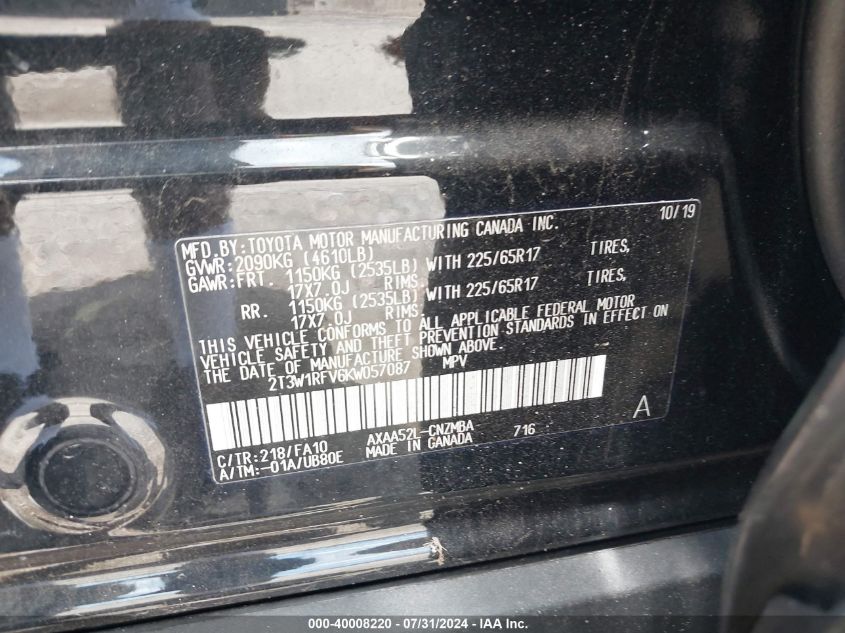 10/19
MFD. BY: TOYOTA MOTOR MANUFACTURING CANADA INC.
GVWR: 2090KG (4610LB)
GAWR: FRT. 1150KG (2535LB) WITH 225/65R17 TIRES,
17X7.0J RIMS.
RR. 1150KG (2535LB) WITH 225/65R17 TIRES,
17X7.0J RIMS.
THIS VEHICLE CONFORMS TO ALL APPLICABLE FEDERAL MOTOR
VEHICLE SAFETY AND THEFT PREVENTION STANDARDS IN EFFECT ON
THE DATE OF MANUFACTURE SHOWN ABOVE.
2T3W1RFV6KW057087 MPV
A
C/TR: 218/FA10 AXAA52L-CNZMBA 716
A/TM: -01A/UB80E MADE IN CANADA
000-40008220 - 07/31/2024 - IAA Inc.